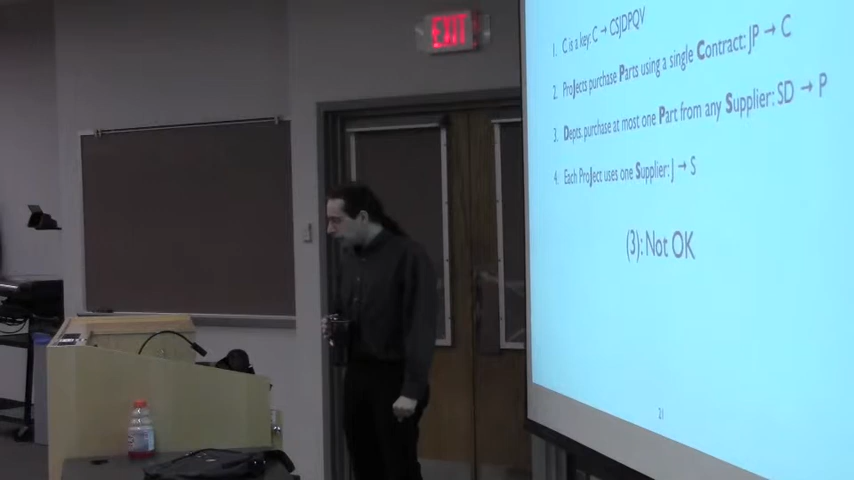 EXIT
1. C is a key: C → CSJDPQV
2. ProJects purchase Parts using a single Contract: JP → C
3. Depts purchase at most one Part from any Supplier: SD → P
4. Each ProJect uses one Supplier: J → S
(3): Not OK
21